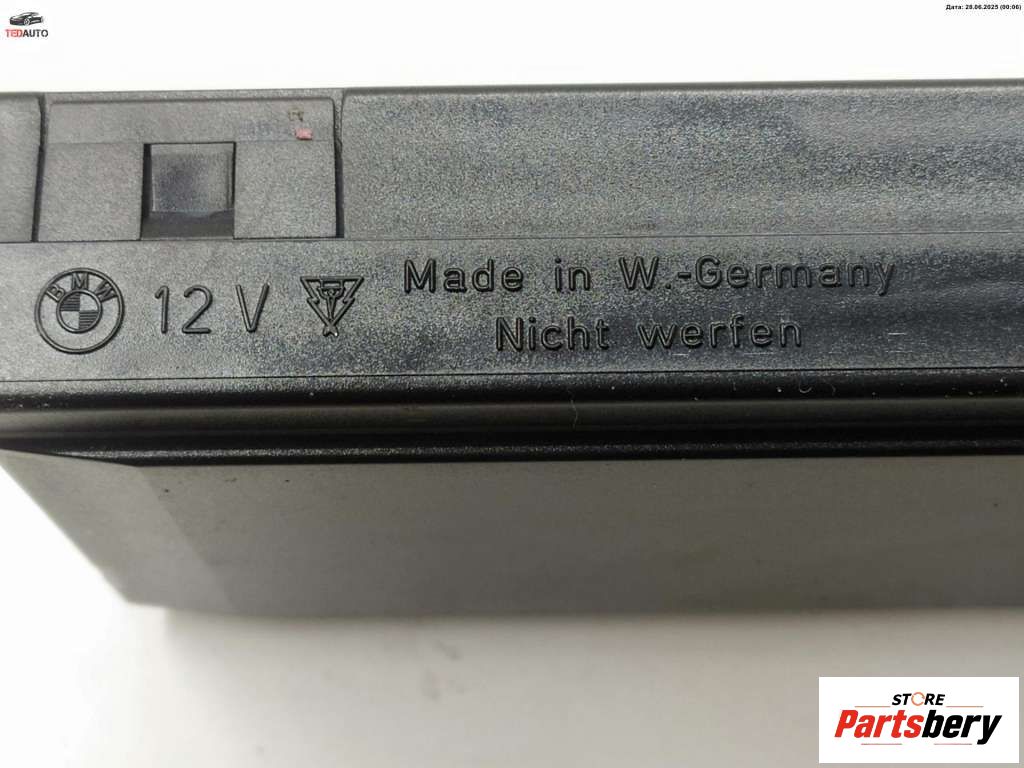 Дата: 28.06.2025 (00:06)
TEDAUTO
BMW
12 V
Made in W.-Germany
Nicht werfen
STORE
Partsbery